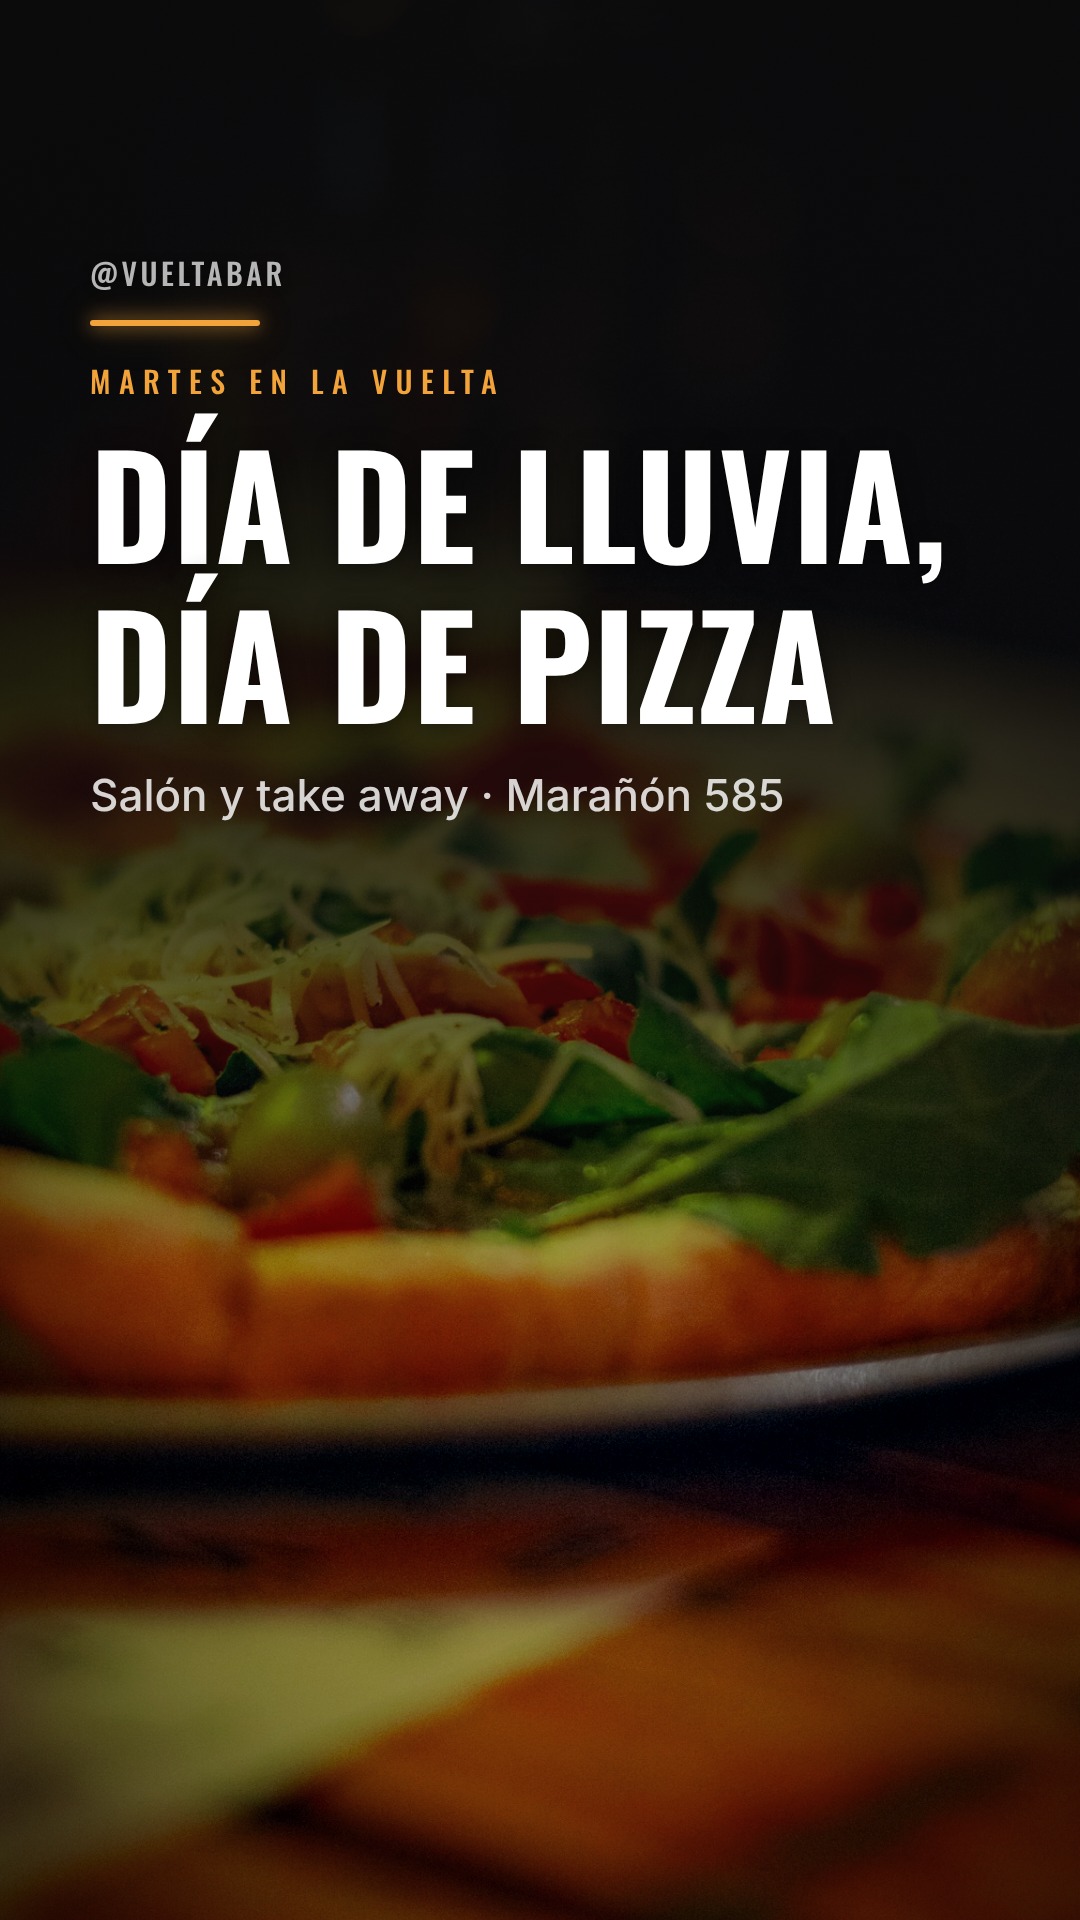 @VUELTABAR
MARTES EN LA VUELTA
DÍA DE LLUVIA,
DÍA DE PIZZA
Salón y take away · Marañón 585